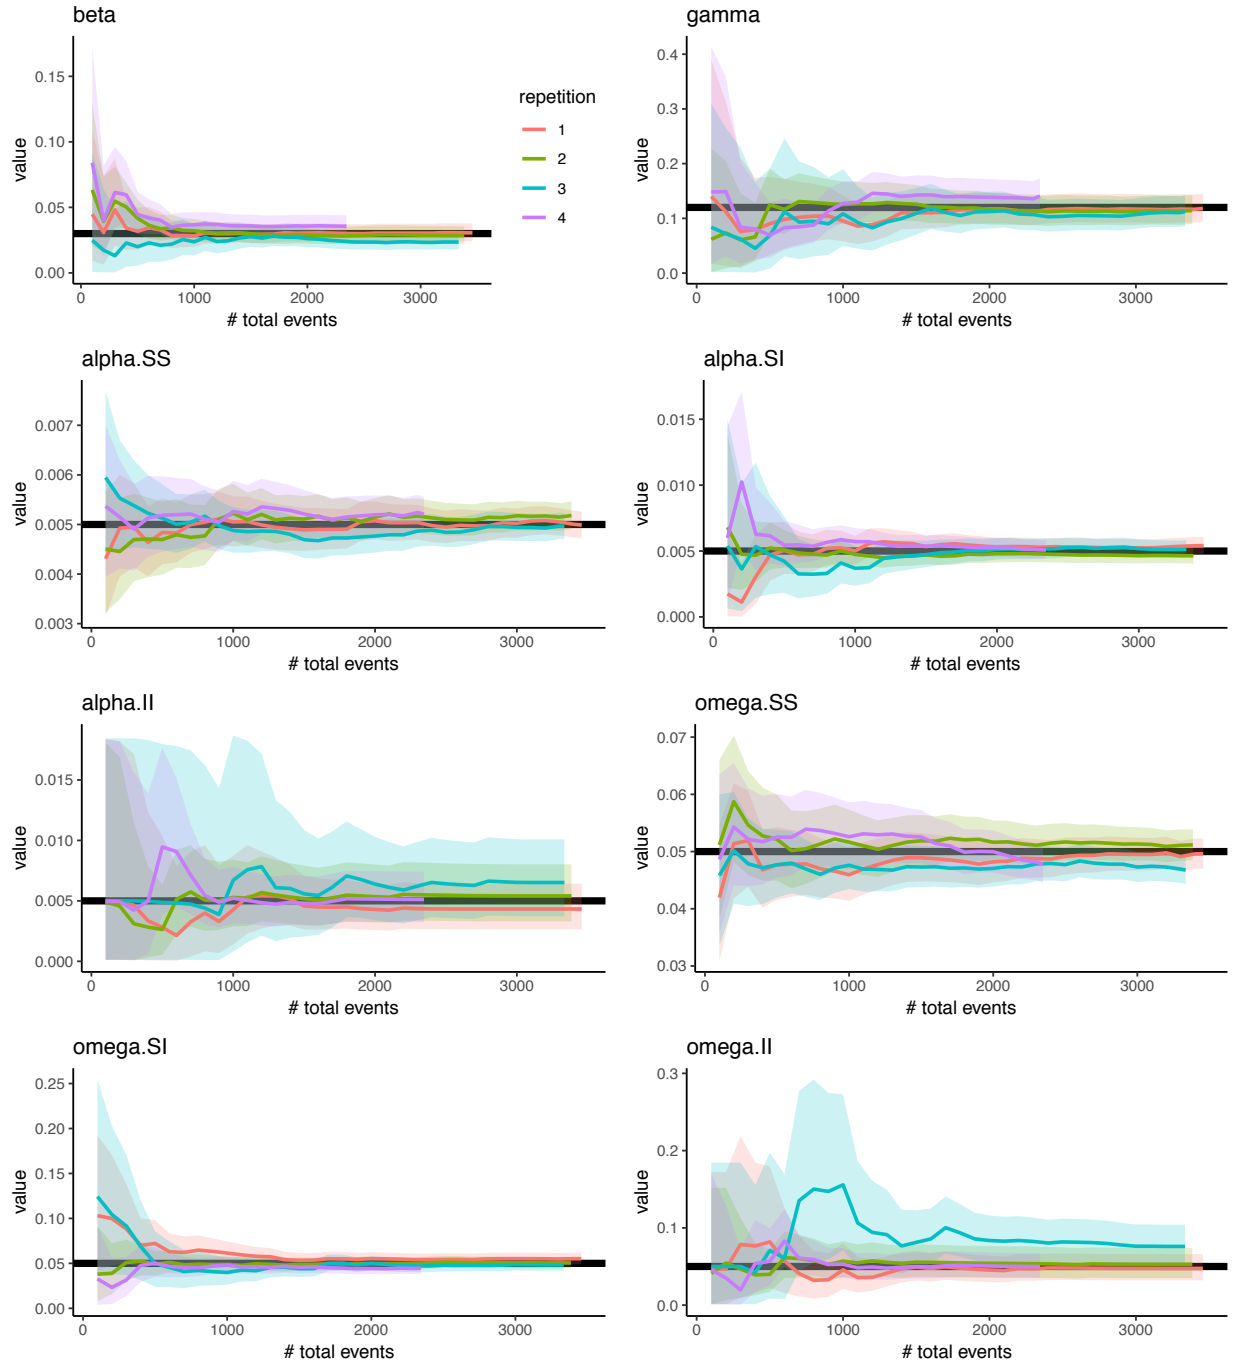 beta
value
0.15
0.10
0.05
0.00
0
1000
2000
3000
# total events
repetition
1
2
3
4
gamma
value
0.4
0.3
0.2
0.1
0.0
0
1000
2000
3000
# total events
alpha.SS
value
0.007
0.006
0.005
0.004
0.003
0
1000
2000
3000
# total events
alpha.SI
value
0.015
0.010
0.005
0.000
0
1000
2000
3000
# total events
alpha.II
value
0.015
0.010
0.005
0.000
0
1000
2000
3000
# total events
omega.SS
value
0.07
0.06
0.05
0.04
0.03
0
1000
2000
3000
# total events
omega.SI
value
0.25
0.20
0.15
0.10
0.05
0.00
0
1000
2000
3000
# total events
omega.II
value
0.3
0.2
0.1
0.0
0
1000
2000
3000
# total events